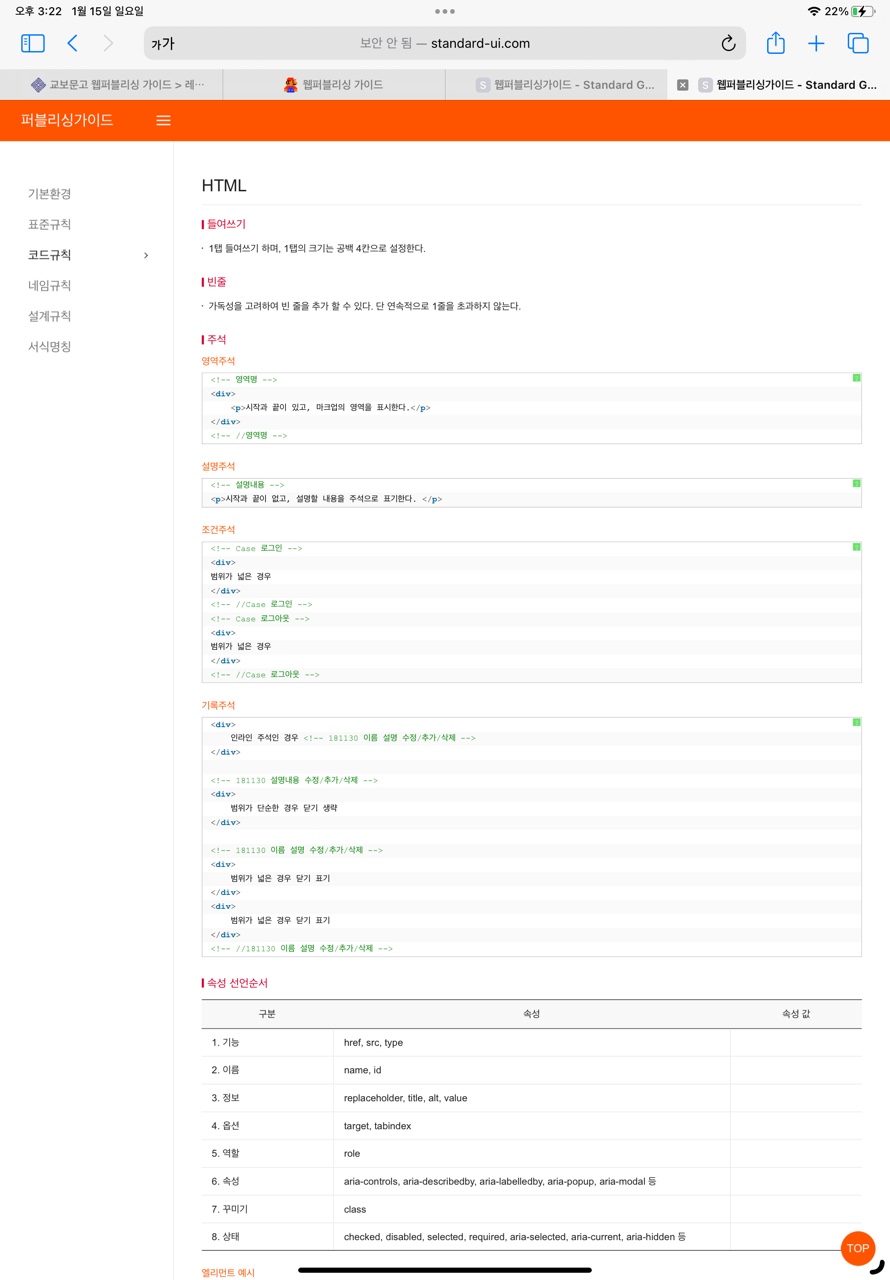 오후 3:22 1월 15일 일요일
22%
가가
보안 안 됨 — standard-ui.com
교보문고 웹퍼블리싱 가이드 > 레…
웹퍼블리싱 가이드
S 웹퍼블리싱가이드 - Standard G...
S 웹퍼블리싱가이드 - Standard G...
퍼블리싱가이드
기본환경
표준규칙
코드규칙
네임규칙
설계규칙
서식명칭
HTML
들여쓰기
· 1탭 들여쓰기 하며, 1탭의 크기는 공백 4칸으로 설정한다.
빈줄
· 가독성을 고려하여 빈 줄을 추가 할 수 있다. 단 연속적으로 1줄을 초과하지 않는다.
주석
영역주석
<!-- 영역명 -->
<div>
<p>시작과 끝이 있고, 마크업의 영역을 표시한다.</p>
</div>
<!-- //영역명 -->
설명주석
<!-- 설명내용 -->
<p>시작과 끝이 없고, 설명할 내용을 주석으로 표기한다. </p>
조건주석
<!-- Case 로그인 -->
<div>
범위가 넓은 경우
</div>
<!-- //Case 로그인 -->
<!-- Case 로그아웃 -->
<div>
범위가 넓은 경우
</div>
<!-- //Case 로그아웃 -->
기록주석
<div>
인라인 주석인 경우 <!-- 181130 이름 설명 수정/추가/삭제 -->
</div>
<!-- 181130 설명내용 수정/추가/삭제 -->
<div>
범위가 단순한 경우 닫기 생략
</div>
<!-- 181130 이름 설명 수정/추가/삭제 -->
<div>
범위가 넓은 경우 닫기 표기
</div>
<div>
범위가 넓은 경우 닫기 표기
</div>
<!-- //181130 이름 설명 수정/추가/삭제 -->
속성 선언순서
구분 속성 속성 값
1. 기능 href, src, type
2. 이름 name, id
3. 정보 replaceholder, title, alt, value
4. 옵션 target, tabindex
5. 역할 role
6. 속성 aria-controls, aria-describedby, aria-labelledby, aria-popup, aria-modal 등
7. 꾸미기 class
8. 상태 checked, disabled, selected, required, aria-selected, aria-current, aria-hidden 등
TOP
엘리먼트 예시